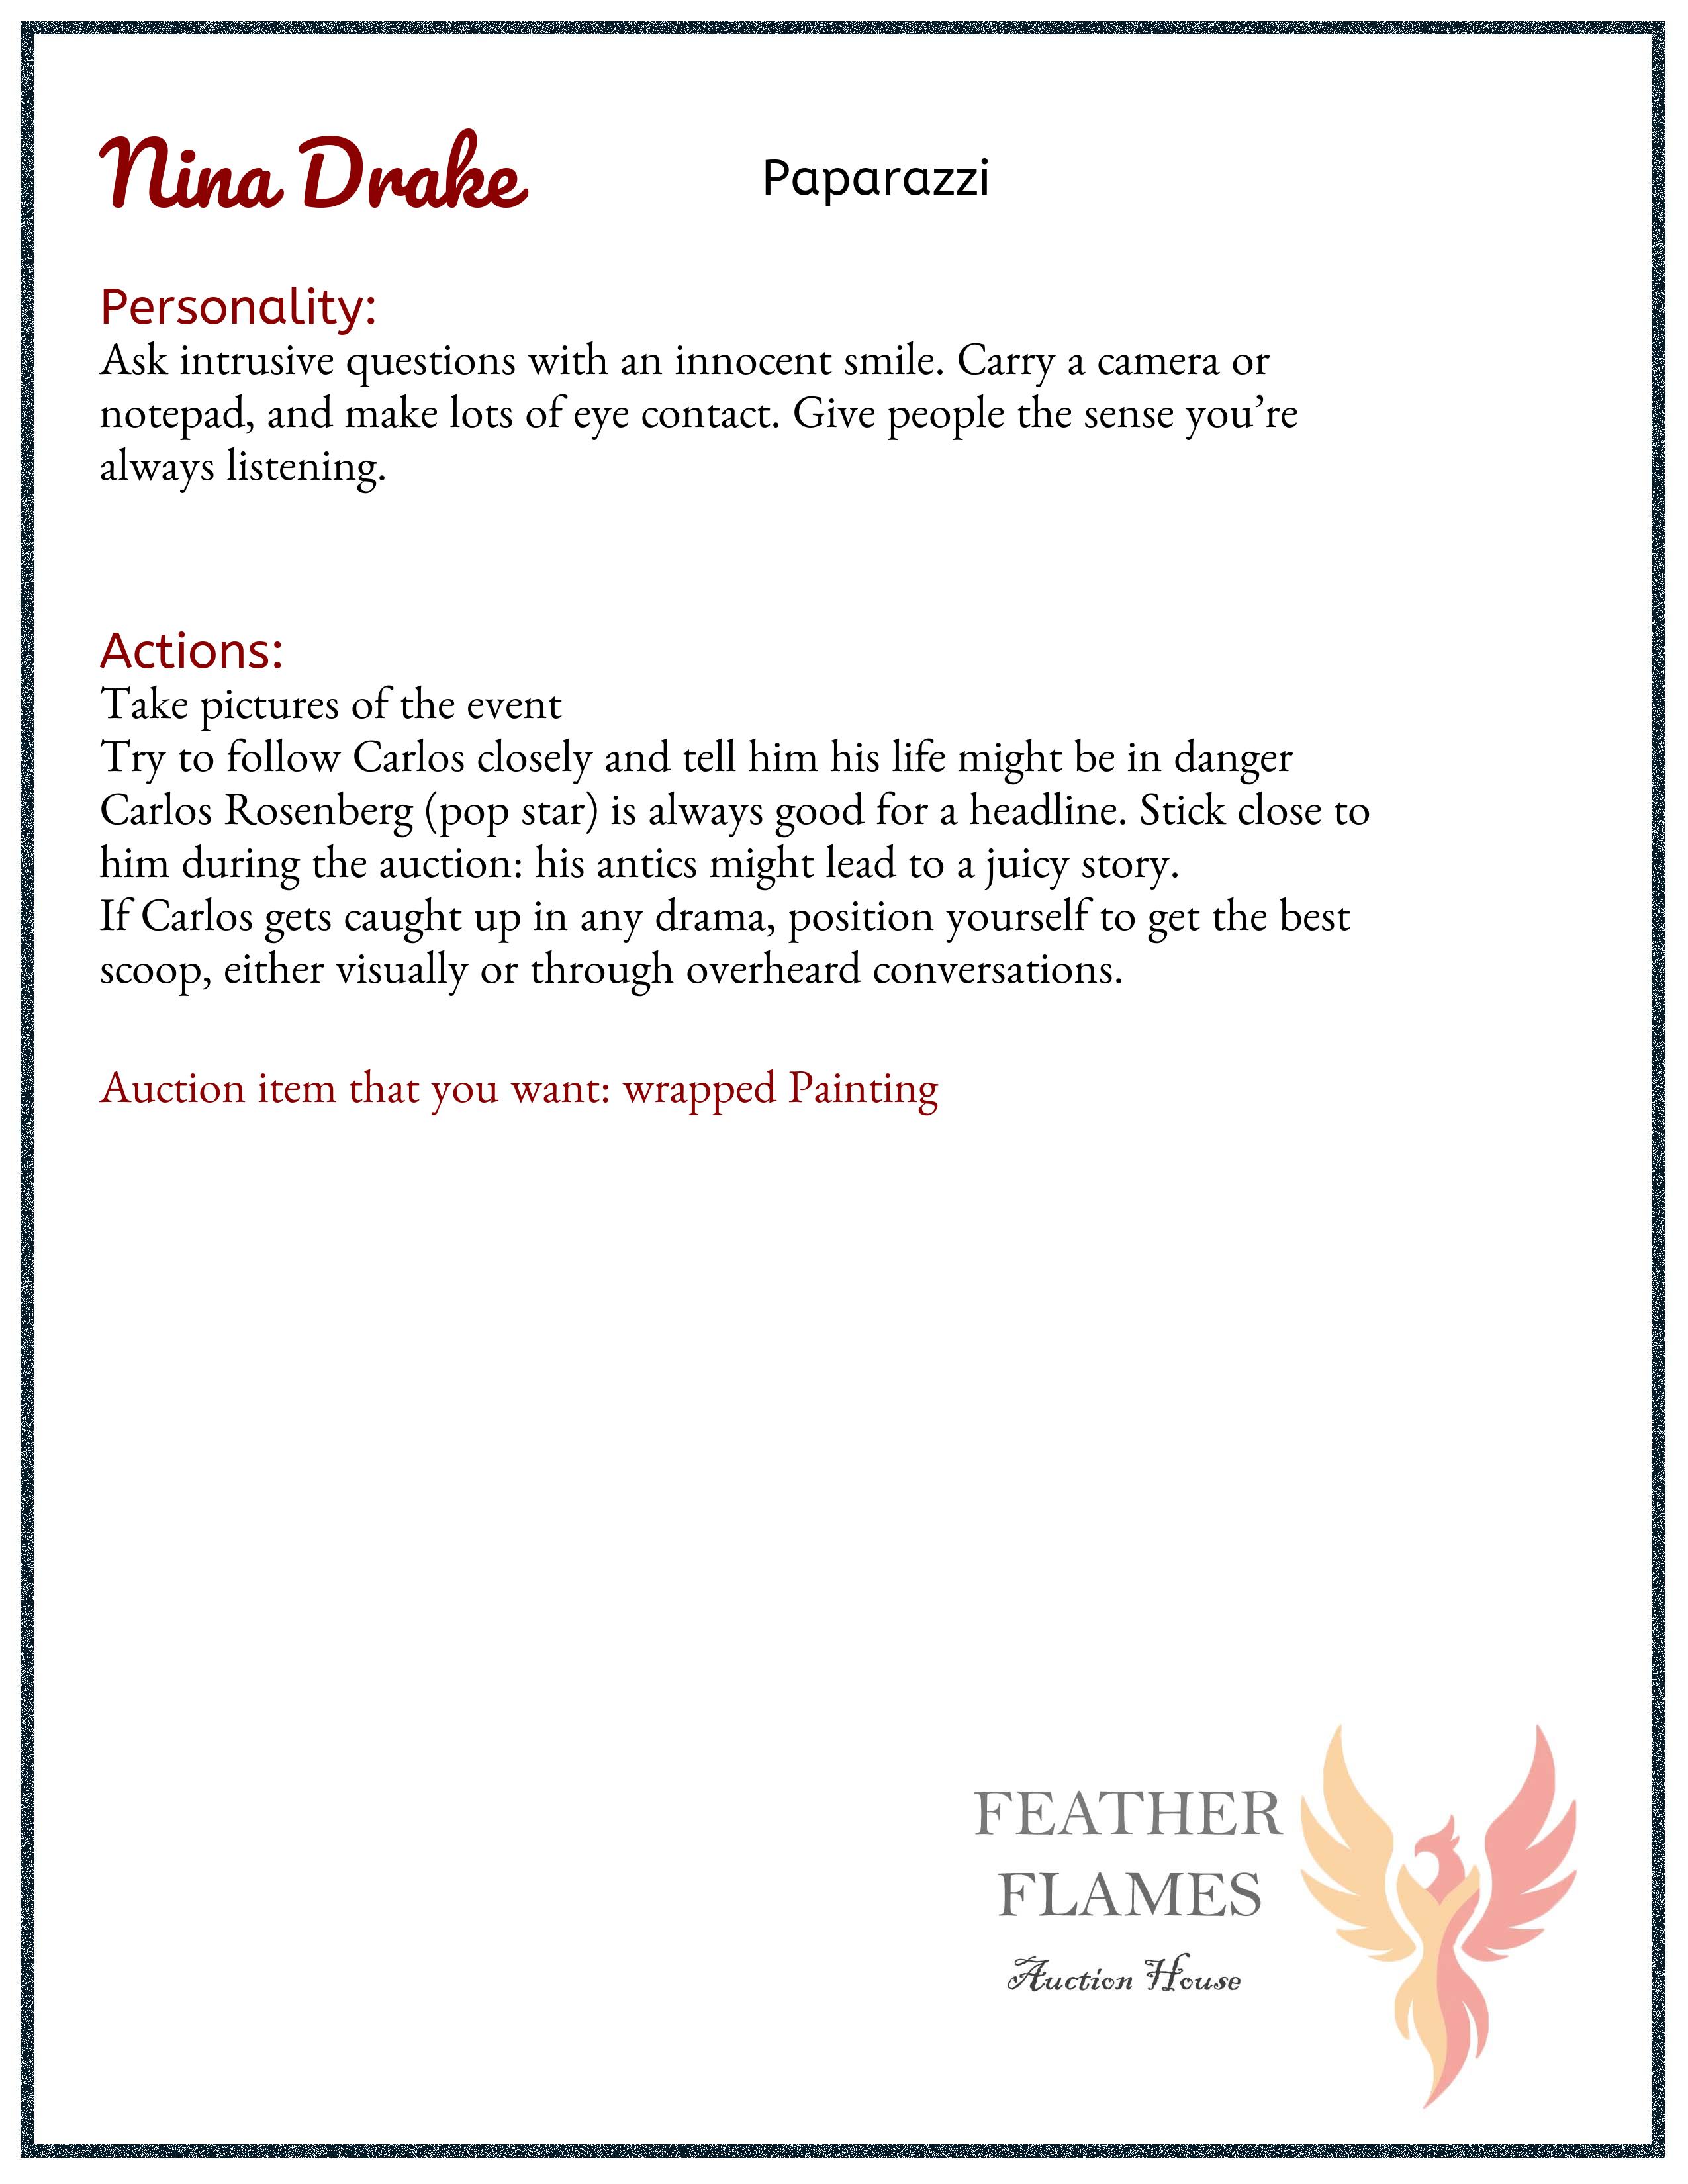 Nina Drake
Paparazzi
Personality:
Ask intrusive questions with an innocent smile. Carry a camera or
notepad, and make lots of eye contact. Give people the sense you’re
always listening.
Actions:
Take pictures of the event
Try to follow Carlos closely and tell him his life might be in danger
Carlos Rosenberg (pop star) is always good for a headline. Stick close to
him during the auction: his antics might lead to a juicy story.
If Carlos gets caught up in any drama, position yourself to get the best
scoop, either visually or through overheard conversations.
Auction item that you want: wrapped Painting
FEATHER
FLAMES
Auction House